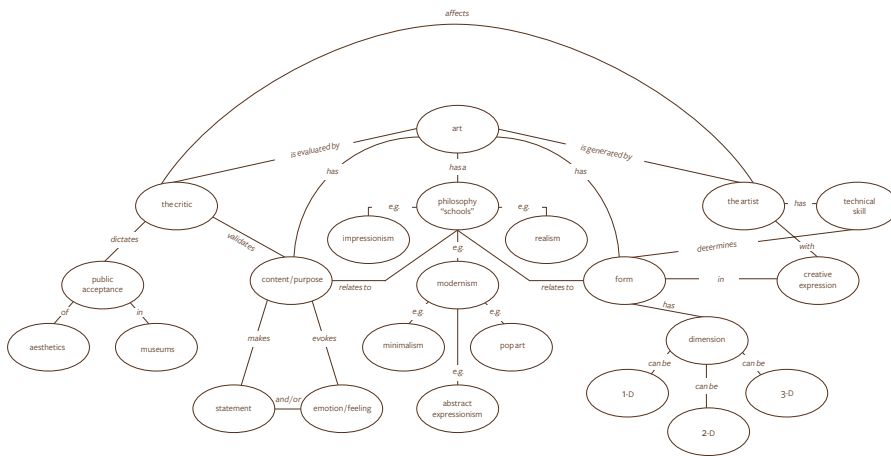 affects
art
is evaluated by
is generated by
has
has a
has
the critic
philosophy
"schools"
the artist
has
technical
skill
e.g.
e.g.
impressionism
realism
dictates
validates
e.g.
determines
with
public
acceptance
content/purpose
relates to
modernism
relates to
form
in
creative
expression
of
in
e.g.
e.g.
has
aesthetics
museums
makes
evokes
minimalism
pop art
dimension
can be
can be
e.g.
can be
statement
and/or
emotion/feeling
abstract
expressionism
1-D
3-D
2-D